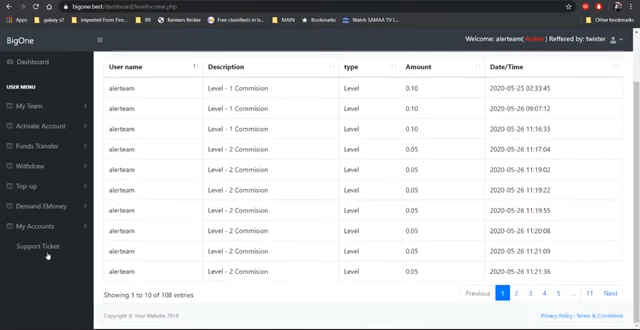 bigone.best/dashboard/levelincome.php
Apps galaxy s7 Imported From Fire... Banners Broker Free classifieds in Is... MAIN Bookmarks Watch SAMAA TV L... Other bookmarks
BigOne
Welcome: alerteam( Active ) Reffered by: twister
Dashboard
USER MENU
My Team
Activate Account
Funds Transfer
Withdraw
Top-up
Demand EMoney
My Accounts
Support Ticket
User name Description type Amount Date/Time
alerteam Level - 1 Commision Level 0.10 2020-05-25 02:33:45
alerteam Level - 1 Commision Level 0.10 2020-05-26 09:07:12
alerteam Level - 1 Commision Level 0.10 2020-05-26 11:16:33
alerteam Level - 2 Commision Level 0.05 2020-05-26 11:17:04
alerteam Level - 2 Commision Level 0.05 2020-05-26 11:19:02
alerteam Level - 2 Commision Level 0.05 2020-05-26 11:19:22
alerteam Level - 2 Commision Level 0.05 2020-05-26 11:19:55
alerteam Level - 2 Commision Level 0.05 2020-05-26 11:20:08
alerteam Level - 2 Commision Level 0.05 2020-05-26 11:21:09
alerteam Level - 2 Commision Level 0.05 2020-05-26 11:21:36
Showing 1 to 10 of 108 entries
Previous 1 2 3 4 5 ... 11 Next
Copyright © Your Website 2019
Privacy Policy · Terms & Conditions